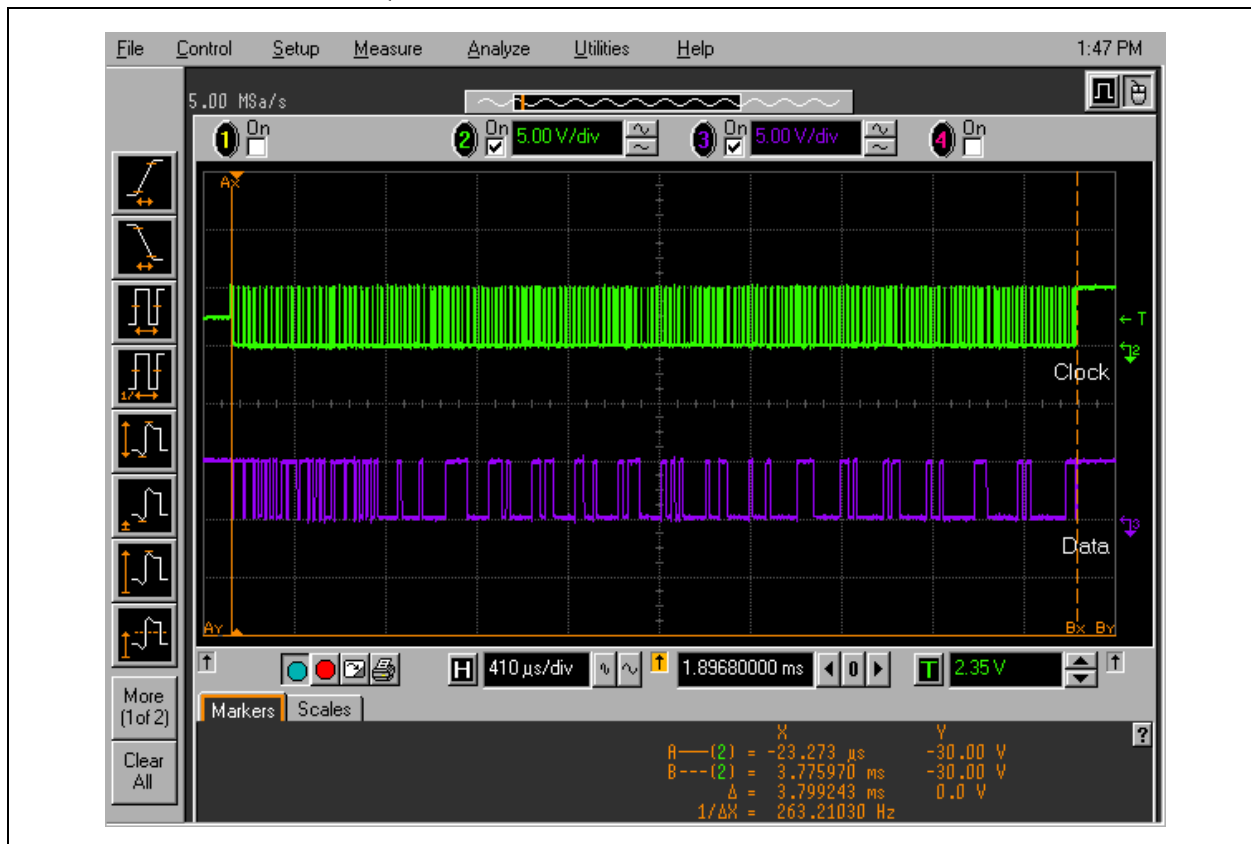 File Control Setup Measure Analyze Utilities Help 1:47 PM
5.00 MSa/s
1 On 2 On 5.00 V/div 3 On 5.00 V/div 4 On
Ax
T
2
Clock
3
Data
Ay Bx By
H 410 µs/div 1.89680000 ms 0 T 2.35 V
More
(1of 2)
Clear
All
Markers Scales
?
X Y
A——(2) = -23.273 µs -30.00 V
B---(2) = 3.775970 ms -30.00 V
Δ = 3.799243 ms 0.0 V
1/ΔX = 263.21030 Hz